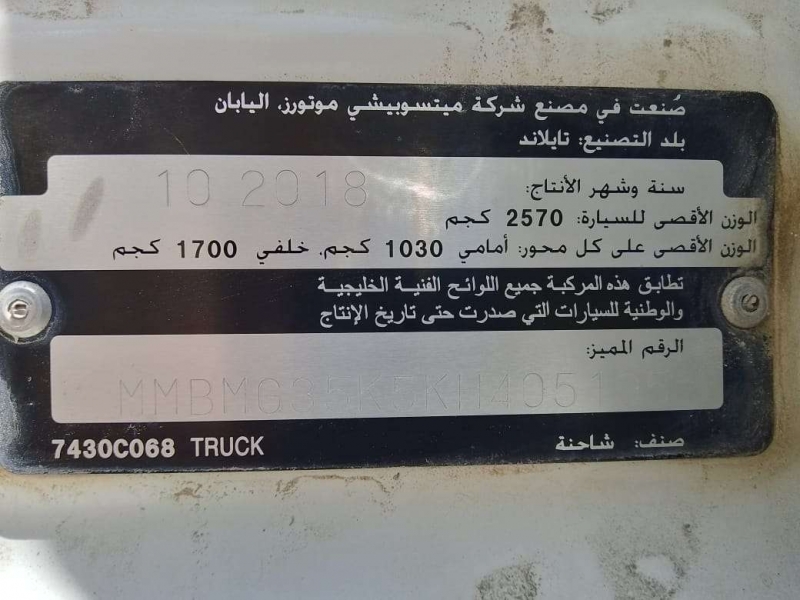 صُنعت في مصنع شركة ميتسوبيشي موتورز، اليابان
بلد التصنيع: تايلاند
سنة وشهر الأنتاج: 10 2018
الوزن الأقصى للسيارة: 2570 كجم
الوزن الأقصى على كل محور: أمامي 1030 كجم، خلفي 1700 كجم
تطابق هذه المركبة جميع اللوائح الفنية الخليجية
والوطنية للسيارات التي صدرت حتى تاريخ الإنتاج
الرقم المميز:
صنف: شاحنة 7430C068 TRUCK